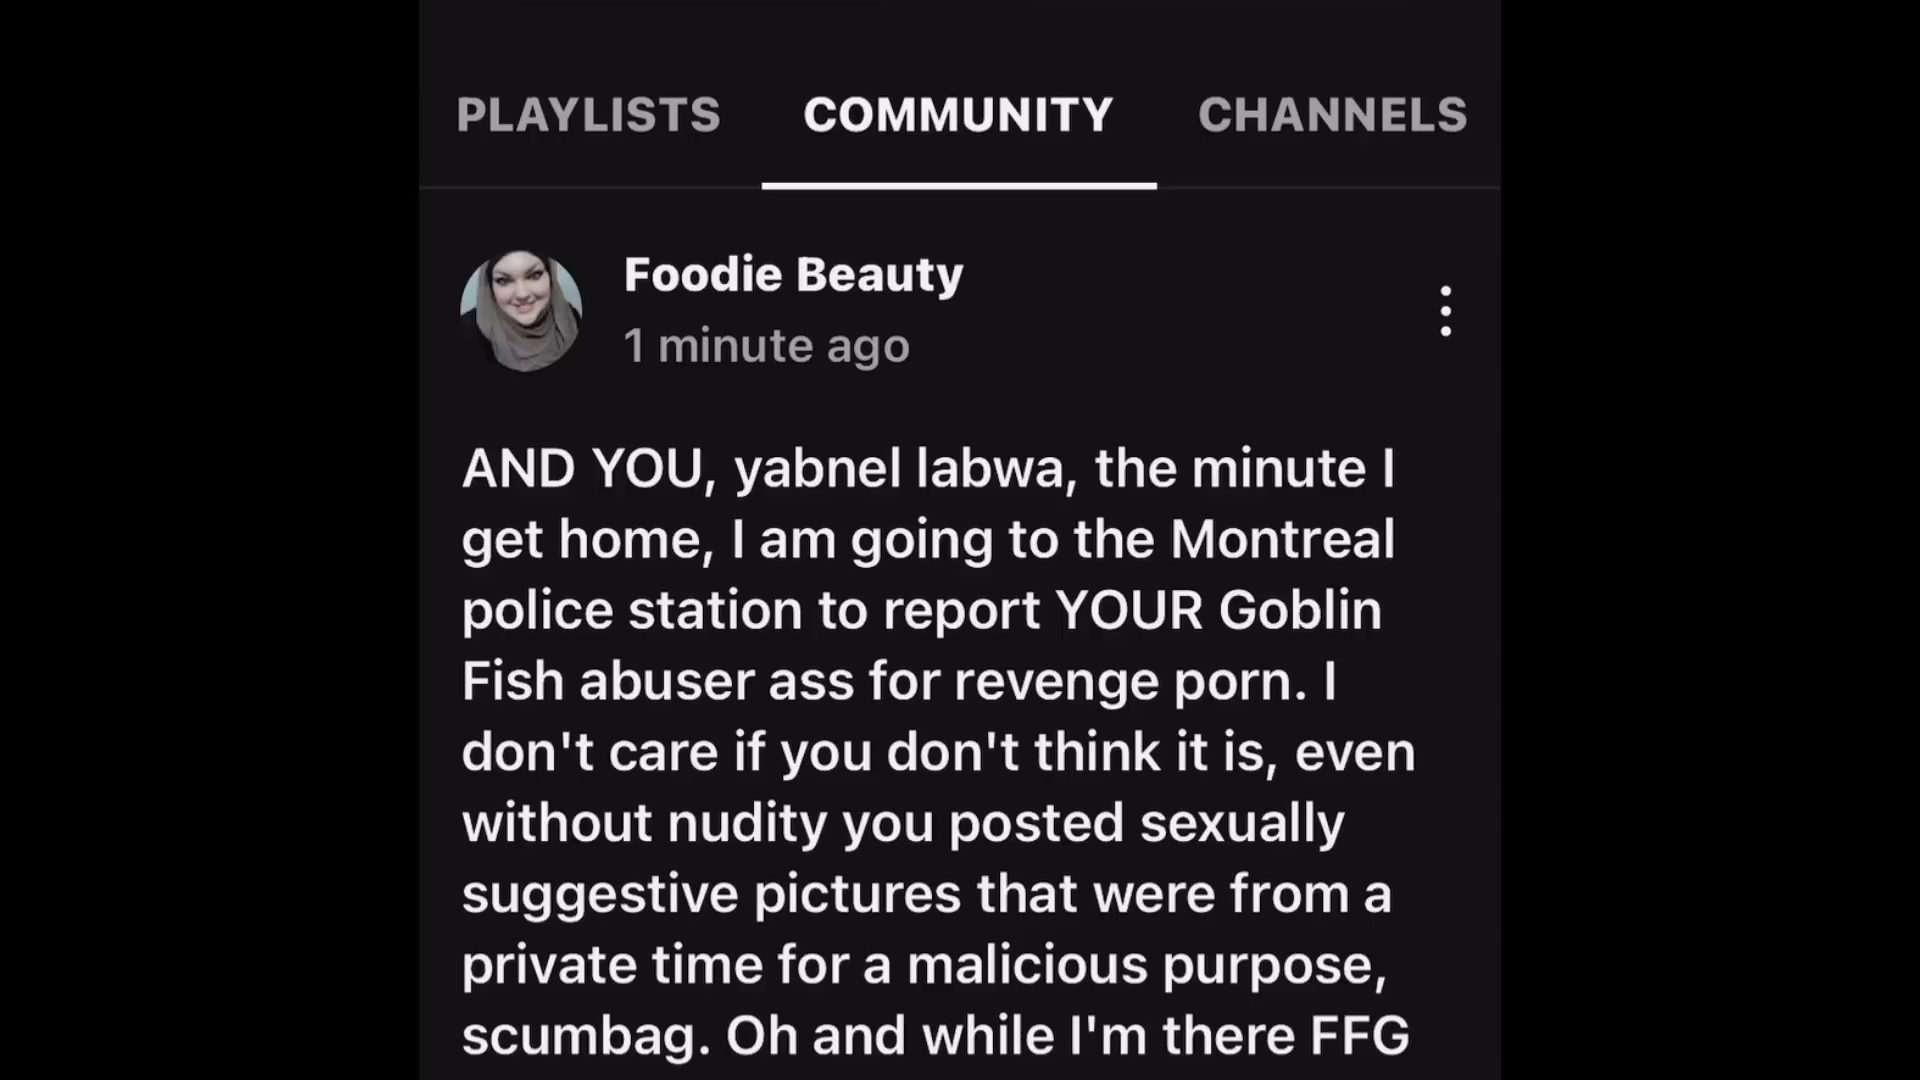 PLAYLISTS COMMUNITY CHANNELS
Foodie Beauty
1 minute ago
AND YOU, yabnel labwa, the minute I
get home, I am going to the Montreal
police station to report YOUR Goblin
Fish abuser ass for revenge porn. I
don't care if you don't think it is, even
without nudity you posted sexually
suggestive pictures that were from a
private time for a malicious purpose,
scumbag. Oh and while I'm there FFG